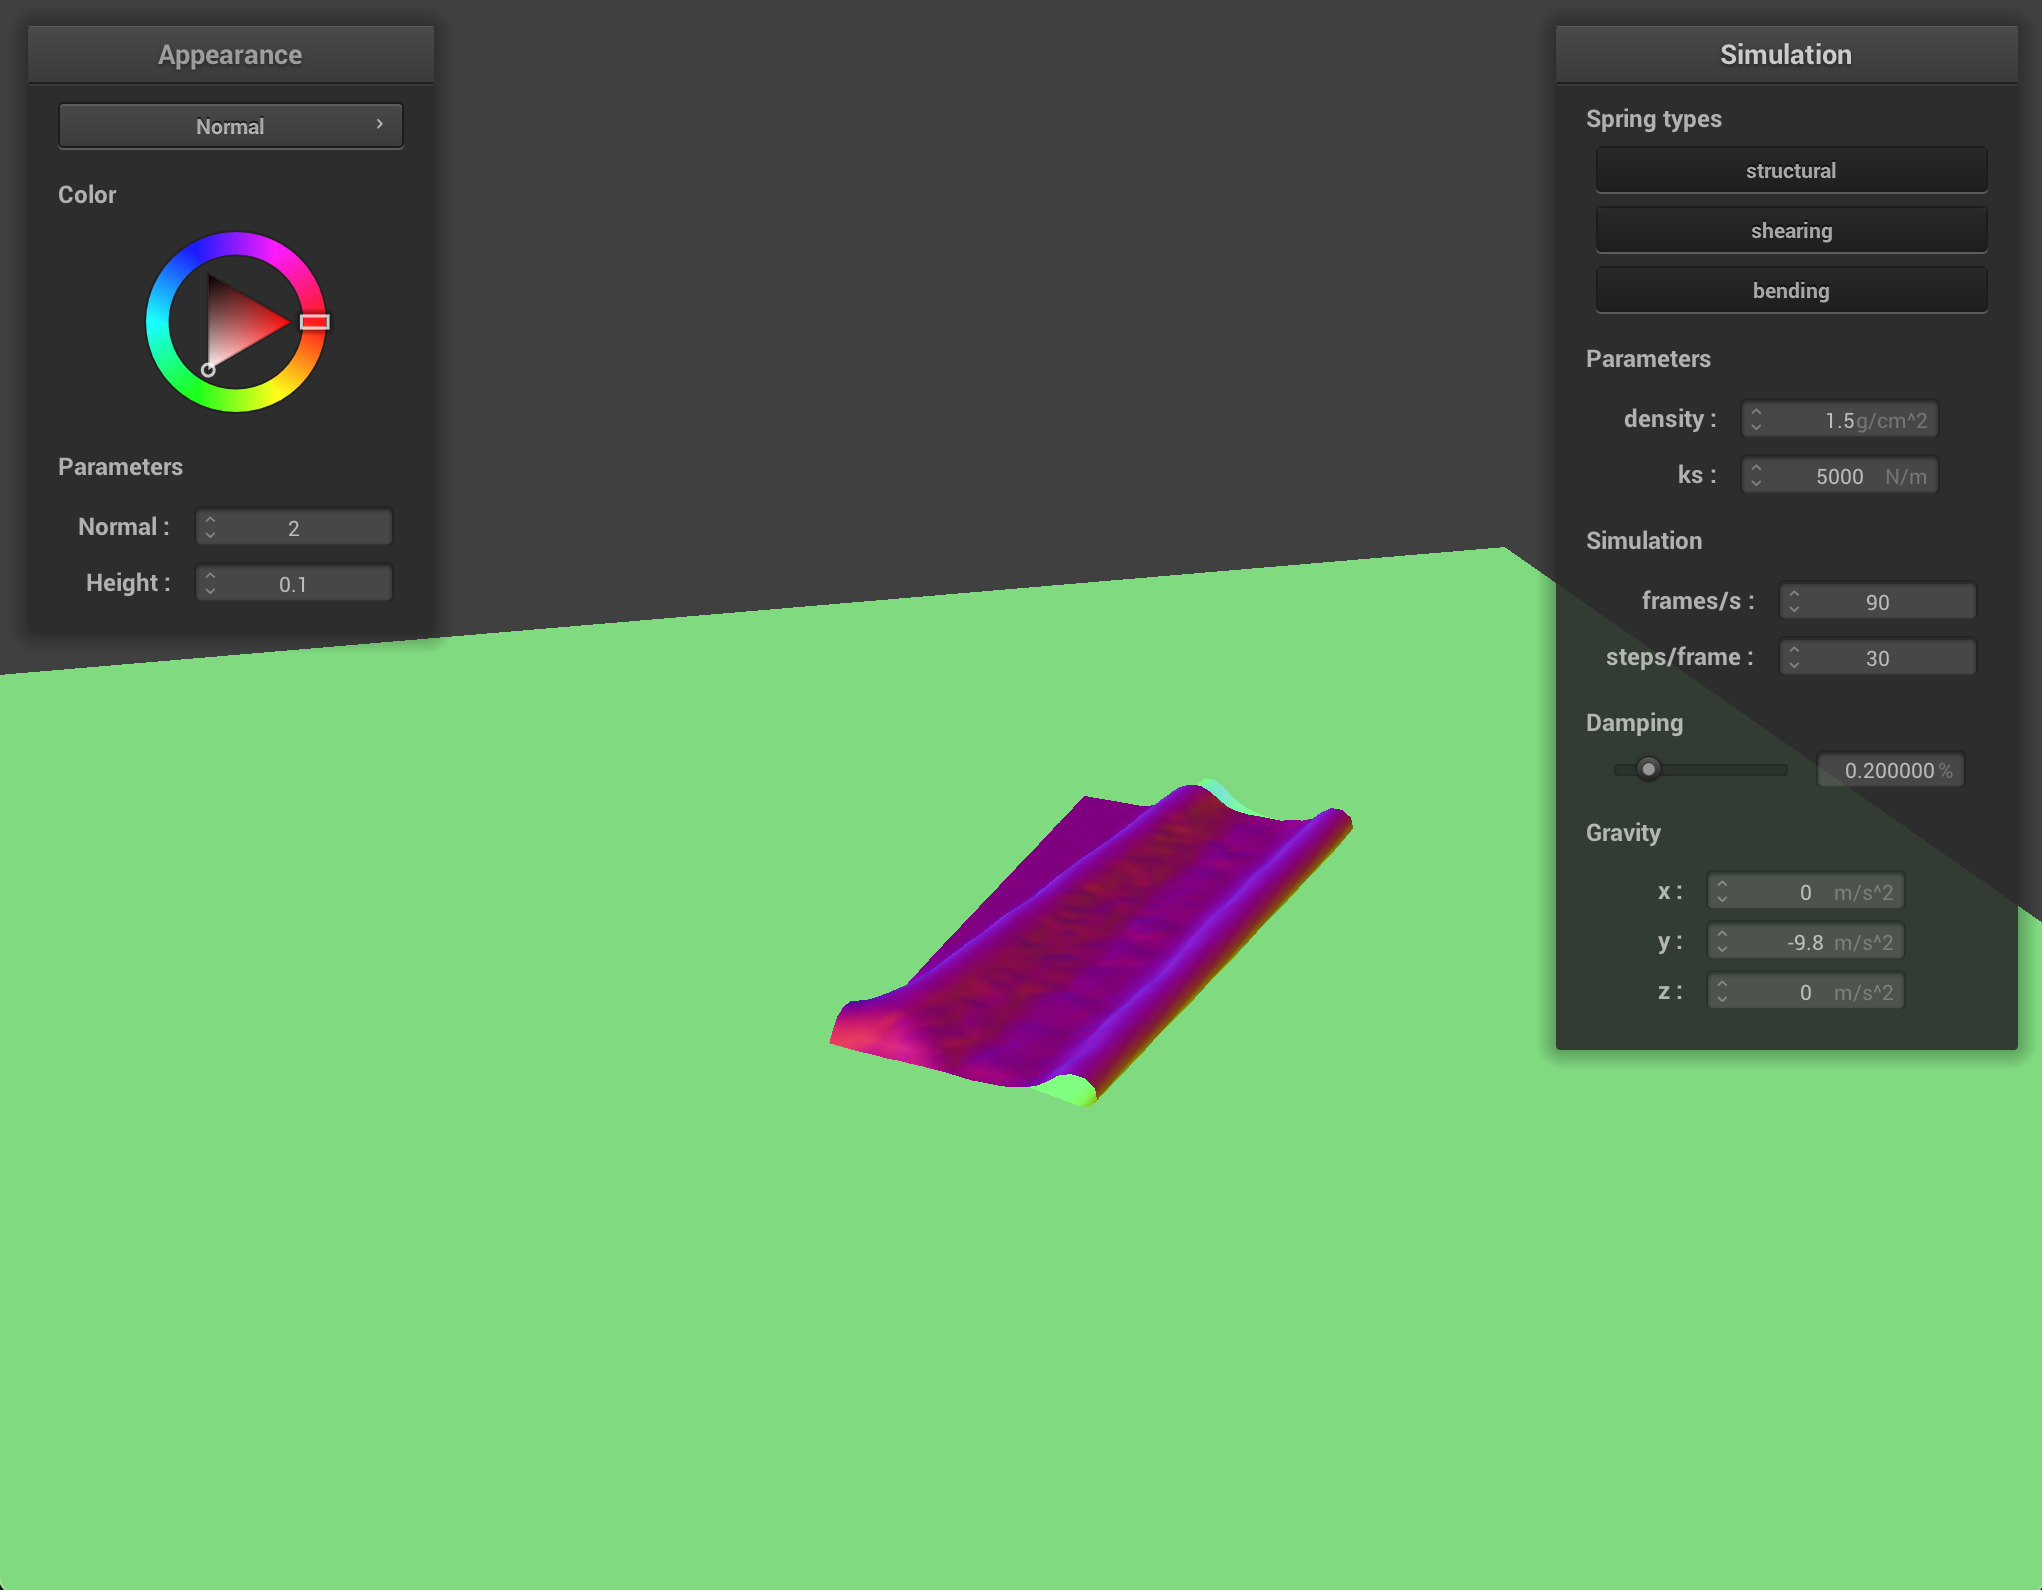 Appearance
Normal
Color
Parameters
Normal : 2
Height : 0.1
Simulation
Spring types
structural
shearing
bending
Parameters
density : 1.5 g/cm^2
ks : 5000 N/m
Simulation
frames/s : 90
steps/frame : 30
Damping
0.200000 %
Gravity
x : 0 m/s^2
y : -9.8 m/s^2
z : 0 m/s^2